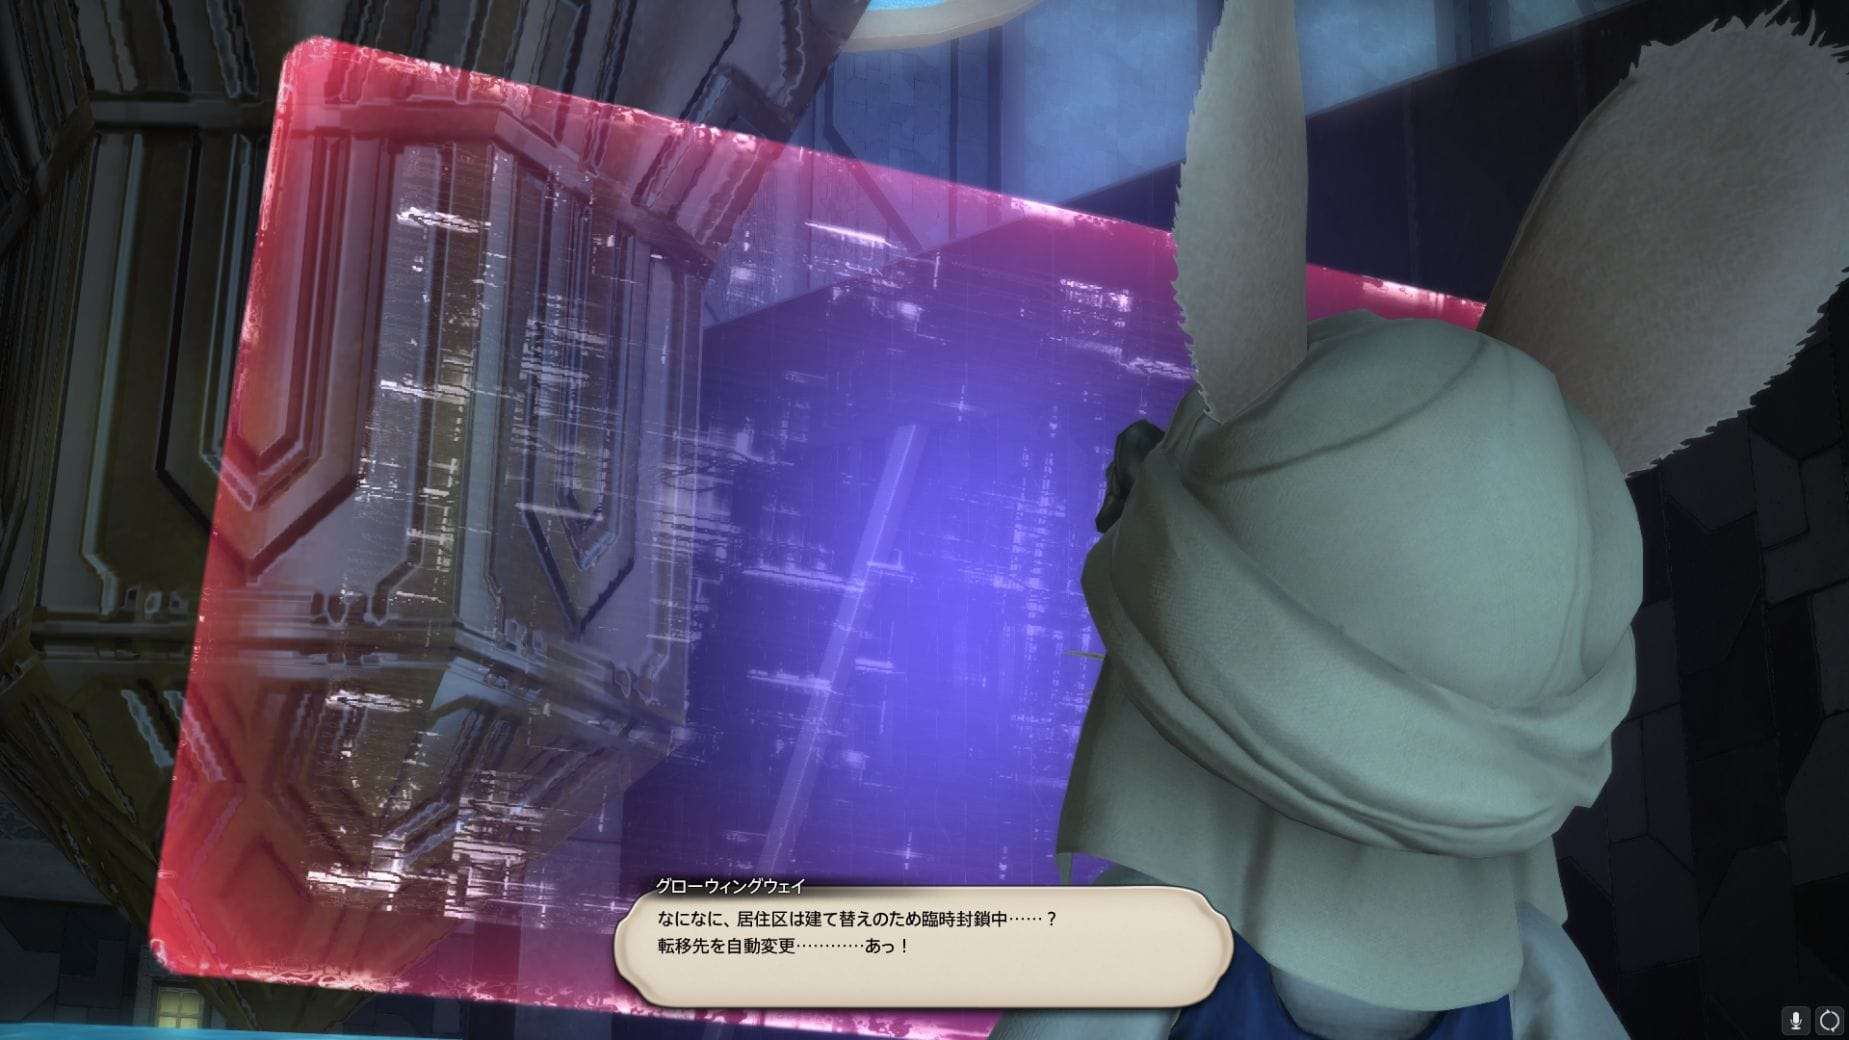 グローウィングウェイ
なになに、居住区は建て替えのため臨時封鎖中……？
転移先を自動変更…………あっ！